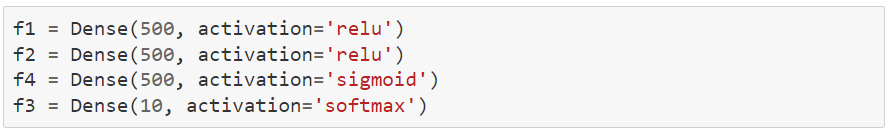 f1 = Dense(500, activation='relu')
f2 = Dense(500, activation='relu')
f4 = Dense(500, activation='sigmoid')
f3 = Dense(10, activation='softmax')